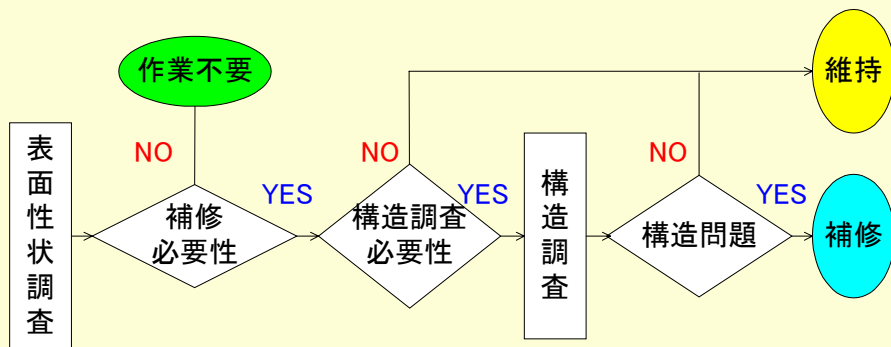 作業不要
維持
NO
NO
NO
表面性状調査
YES
YES
YES
補修
必要性
構造調査
必要性
構造調査
構造問題
補修